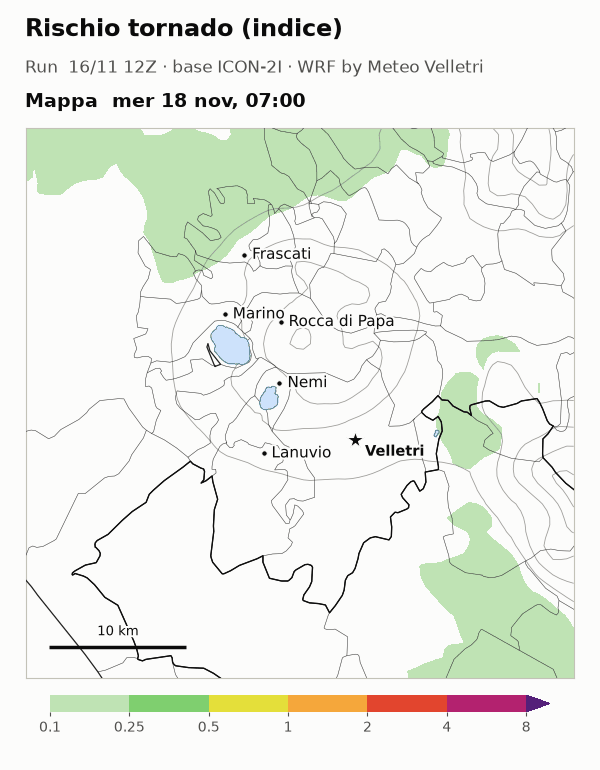 Rischio tornado (indice)
Run  16/11 12Z · base ICON-2I · WRF by Meteo Velletri
Mappa  mer 18 nov, 07:00
Frascati
Marino
Rocca di Papa
Nemi
Velletri
Lanuvio
10 km
0.1 0.25 0.5 1 2 4 8